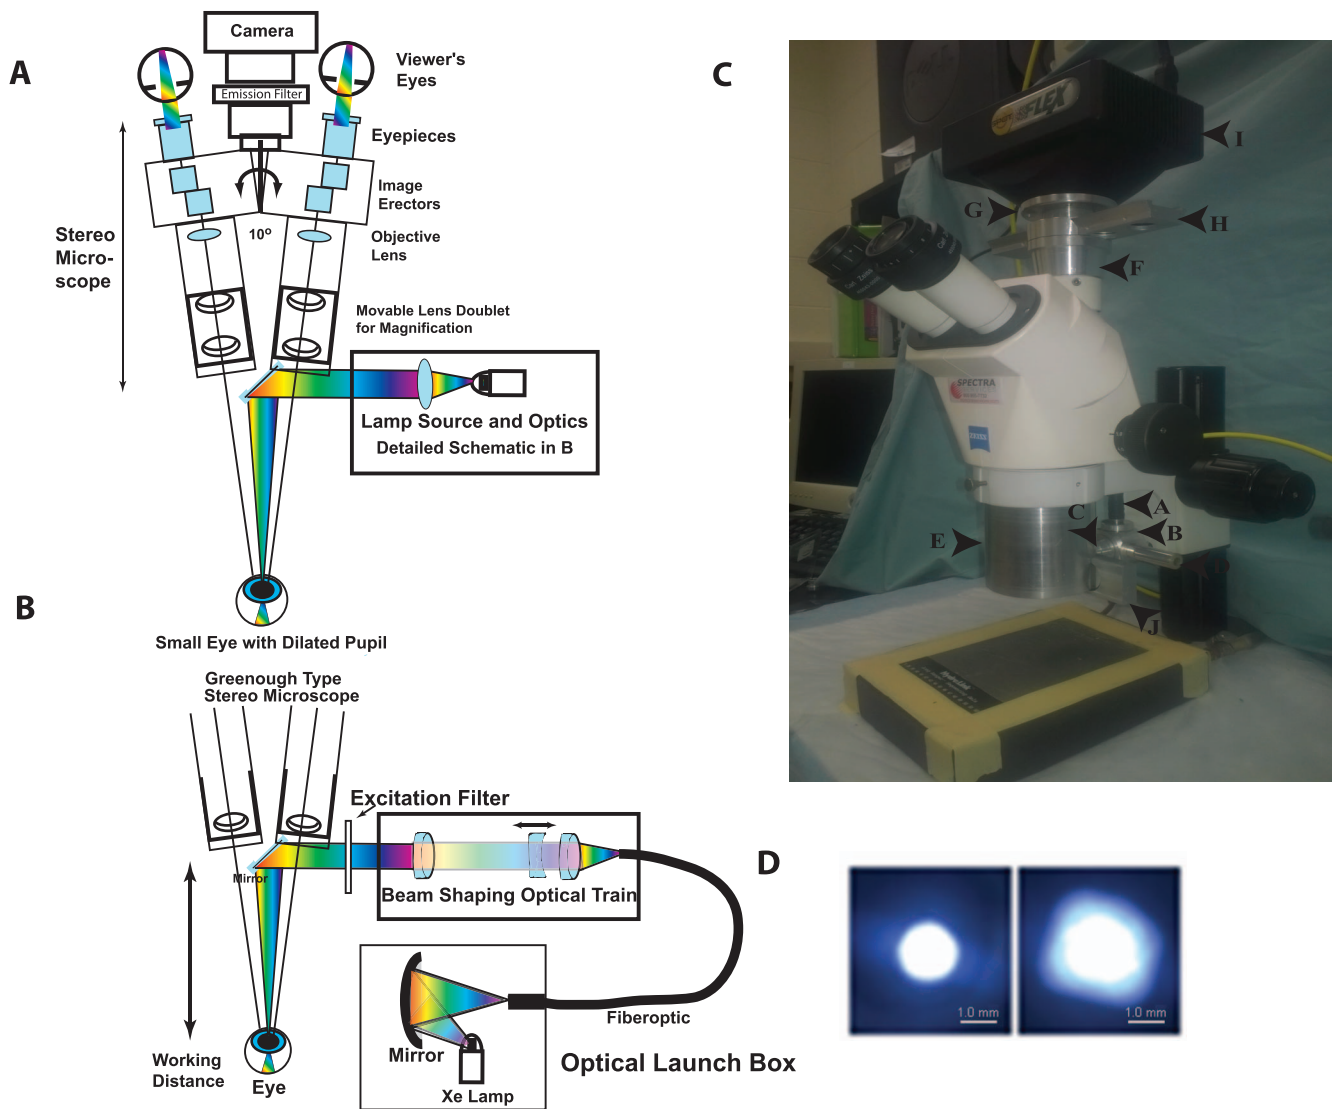 A
Camera
Emission Filter
Viewer's
Eyes
Eyepieces
Image
Erectors
Stereo
Micro-
scope
10º
Objective
Lens
Movable Lens Doublet
for Magnification
Lamp Source and Optics
Detailed Schematic in B
Small Eye with Dilated Pupil
B
Greenough Type
Stereo Microscope
Excitation Filter
Mirror
Beam Shaping Optical Train
Working
Distance
Eye
Mirror
Xe Lamp
Fiberoptic
Optical Launch Box
C
FLEX
I
G
H
F
SPECTRA
ZEISS
A
C
B
E
D
J
D
1.0 mm
1.0 mm